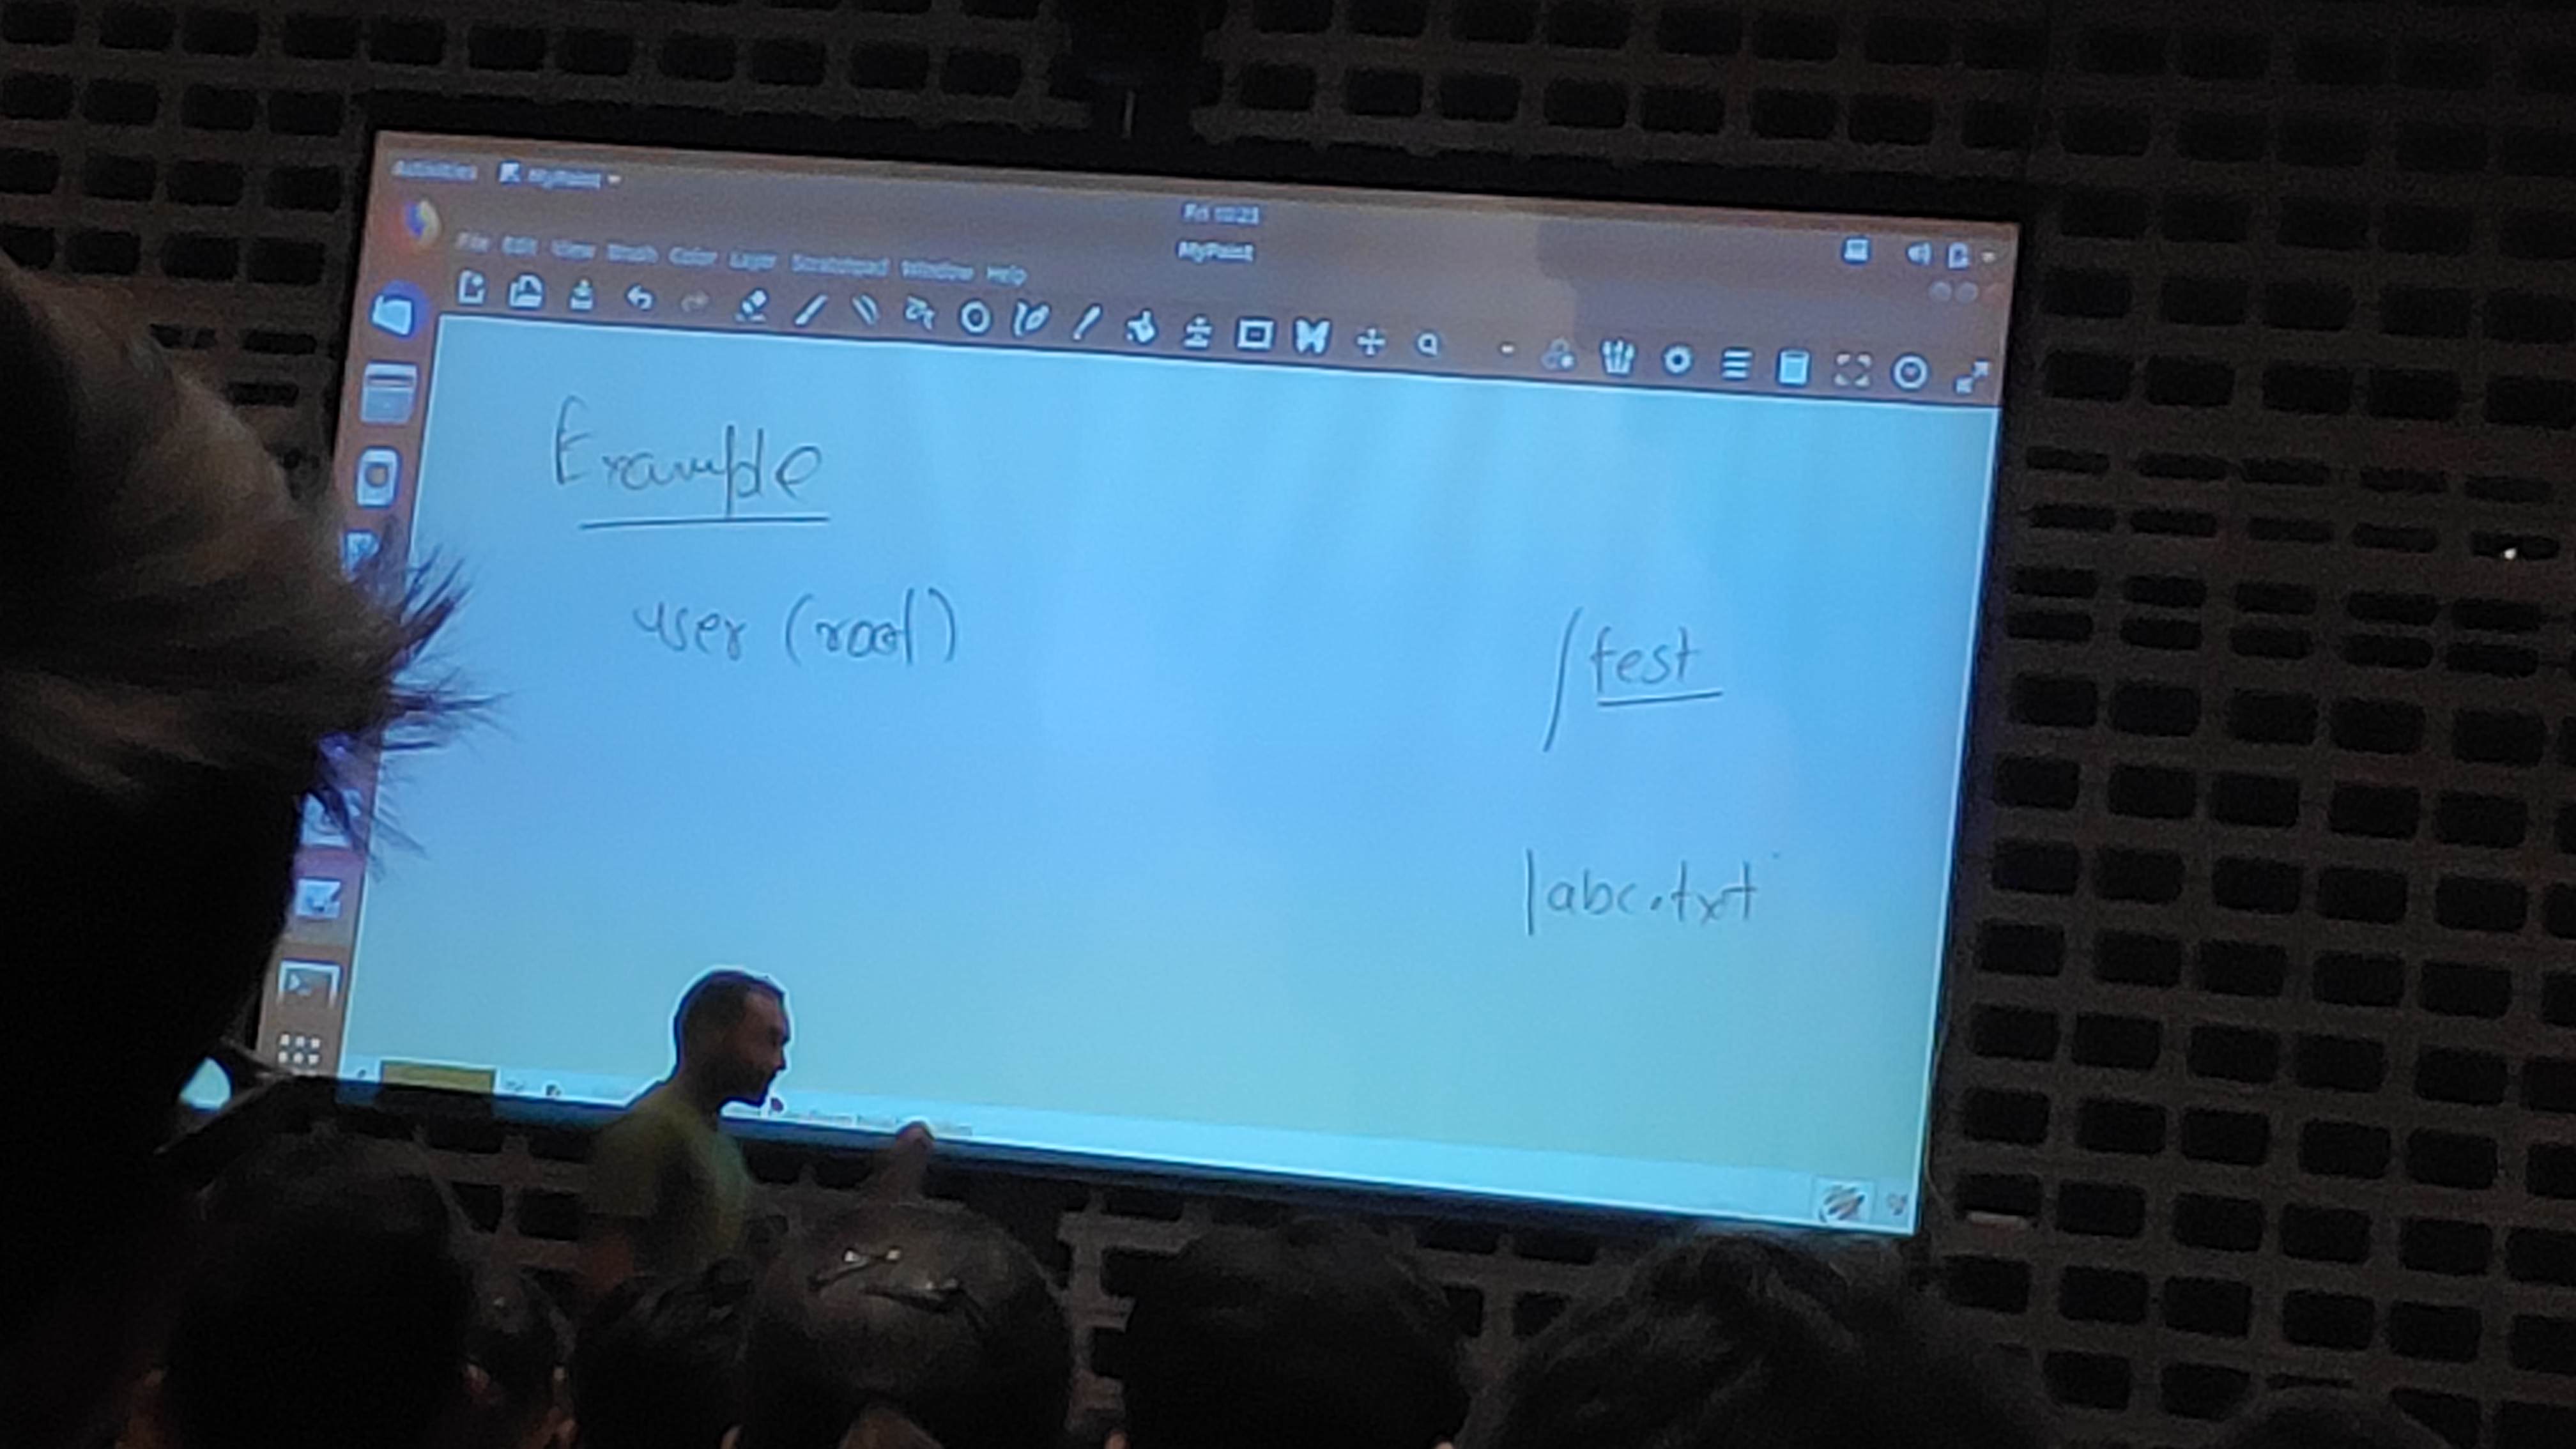 Activities MyPaint
Fri 10:23
MyPaint
File Edit View Brush Color Layer Scratchpad Window Help
Example
user (root)
/test
/abc.txt